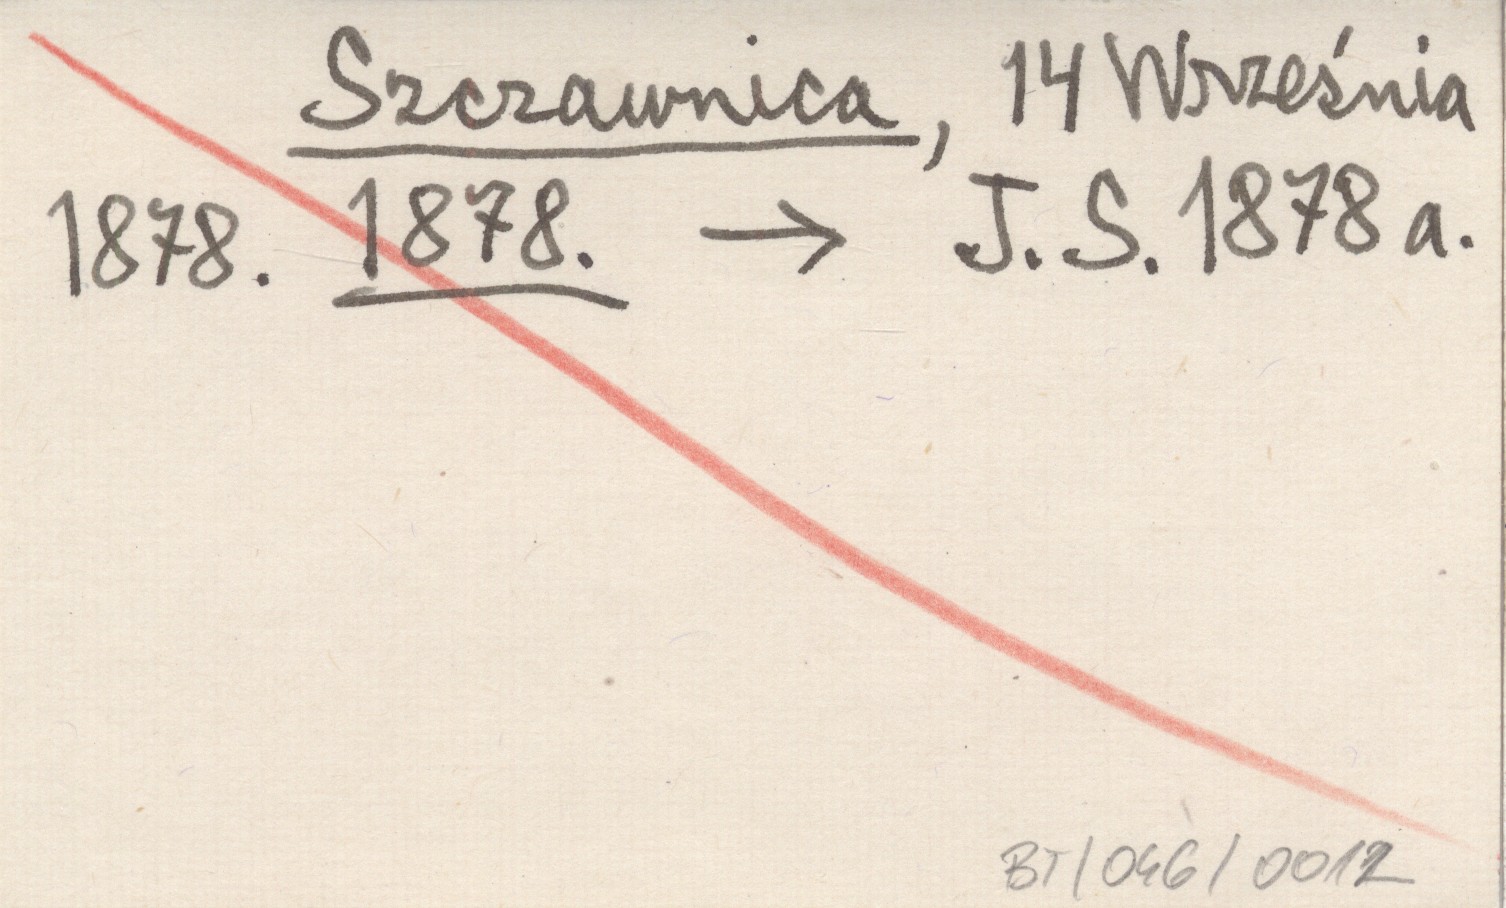 Szczawnica, 14 Września
1878. 1878. → J. S. 1878 a.
BT/046/0012